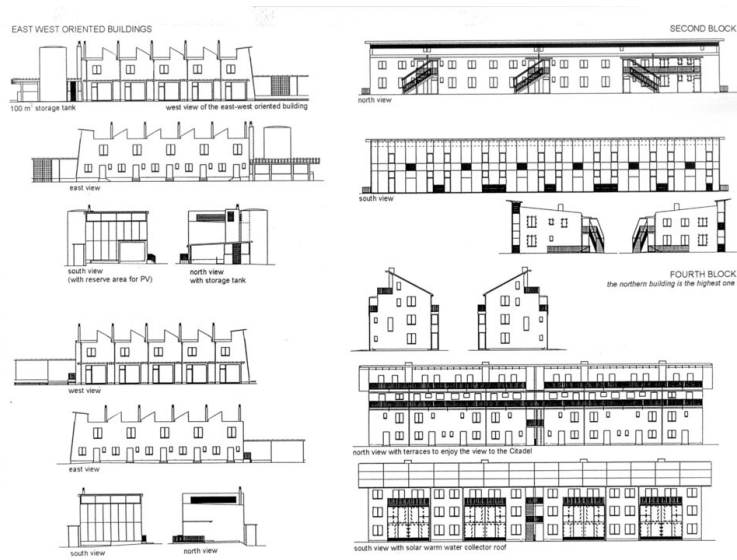 EAST WEST ORIENTED BUILDINGS
100 m³ storage tank
west view of the east-west oriented building
east view
south view
(with reserve area for PV)
north view
with storage tank
west view
east view
south view
north view
SECOND BLOCK
north view
south view
FOURTH BLOCK
the northern building is the highest one
north view with terraces to enjoy the view to the Citadel
south view with solar warm water collector roof